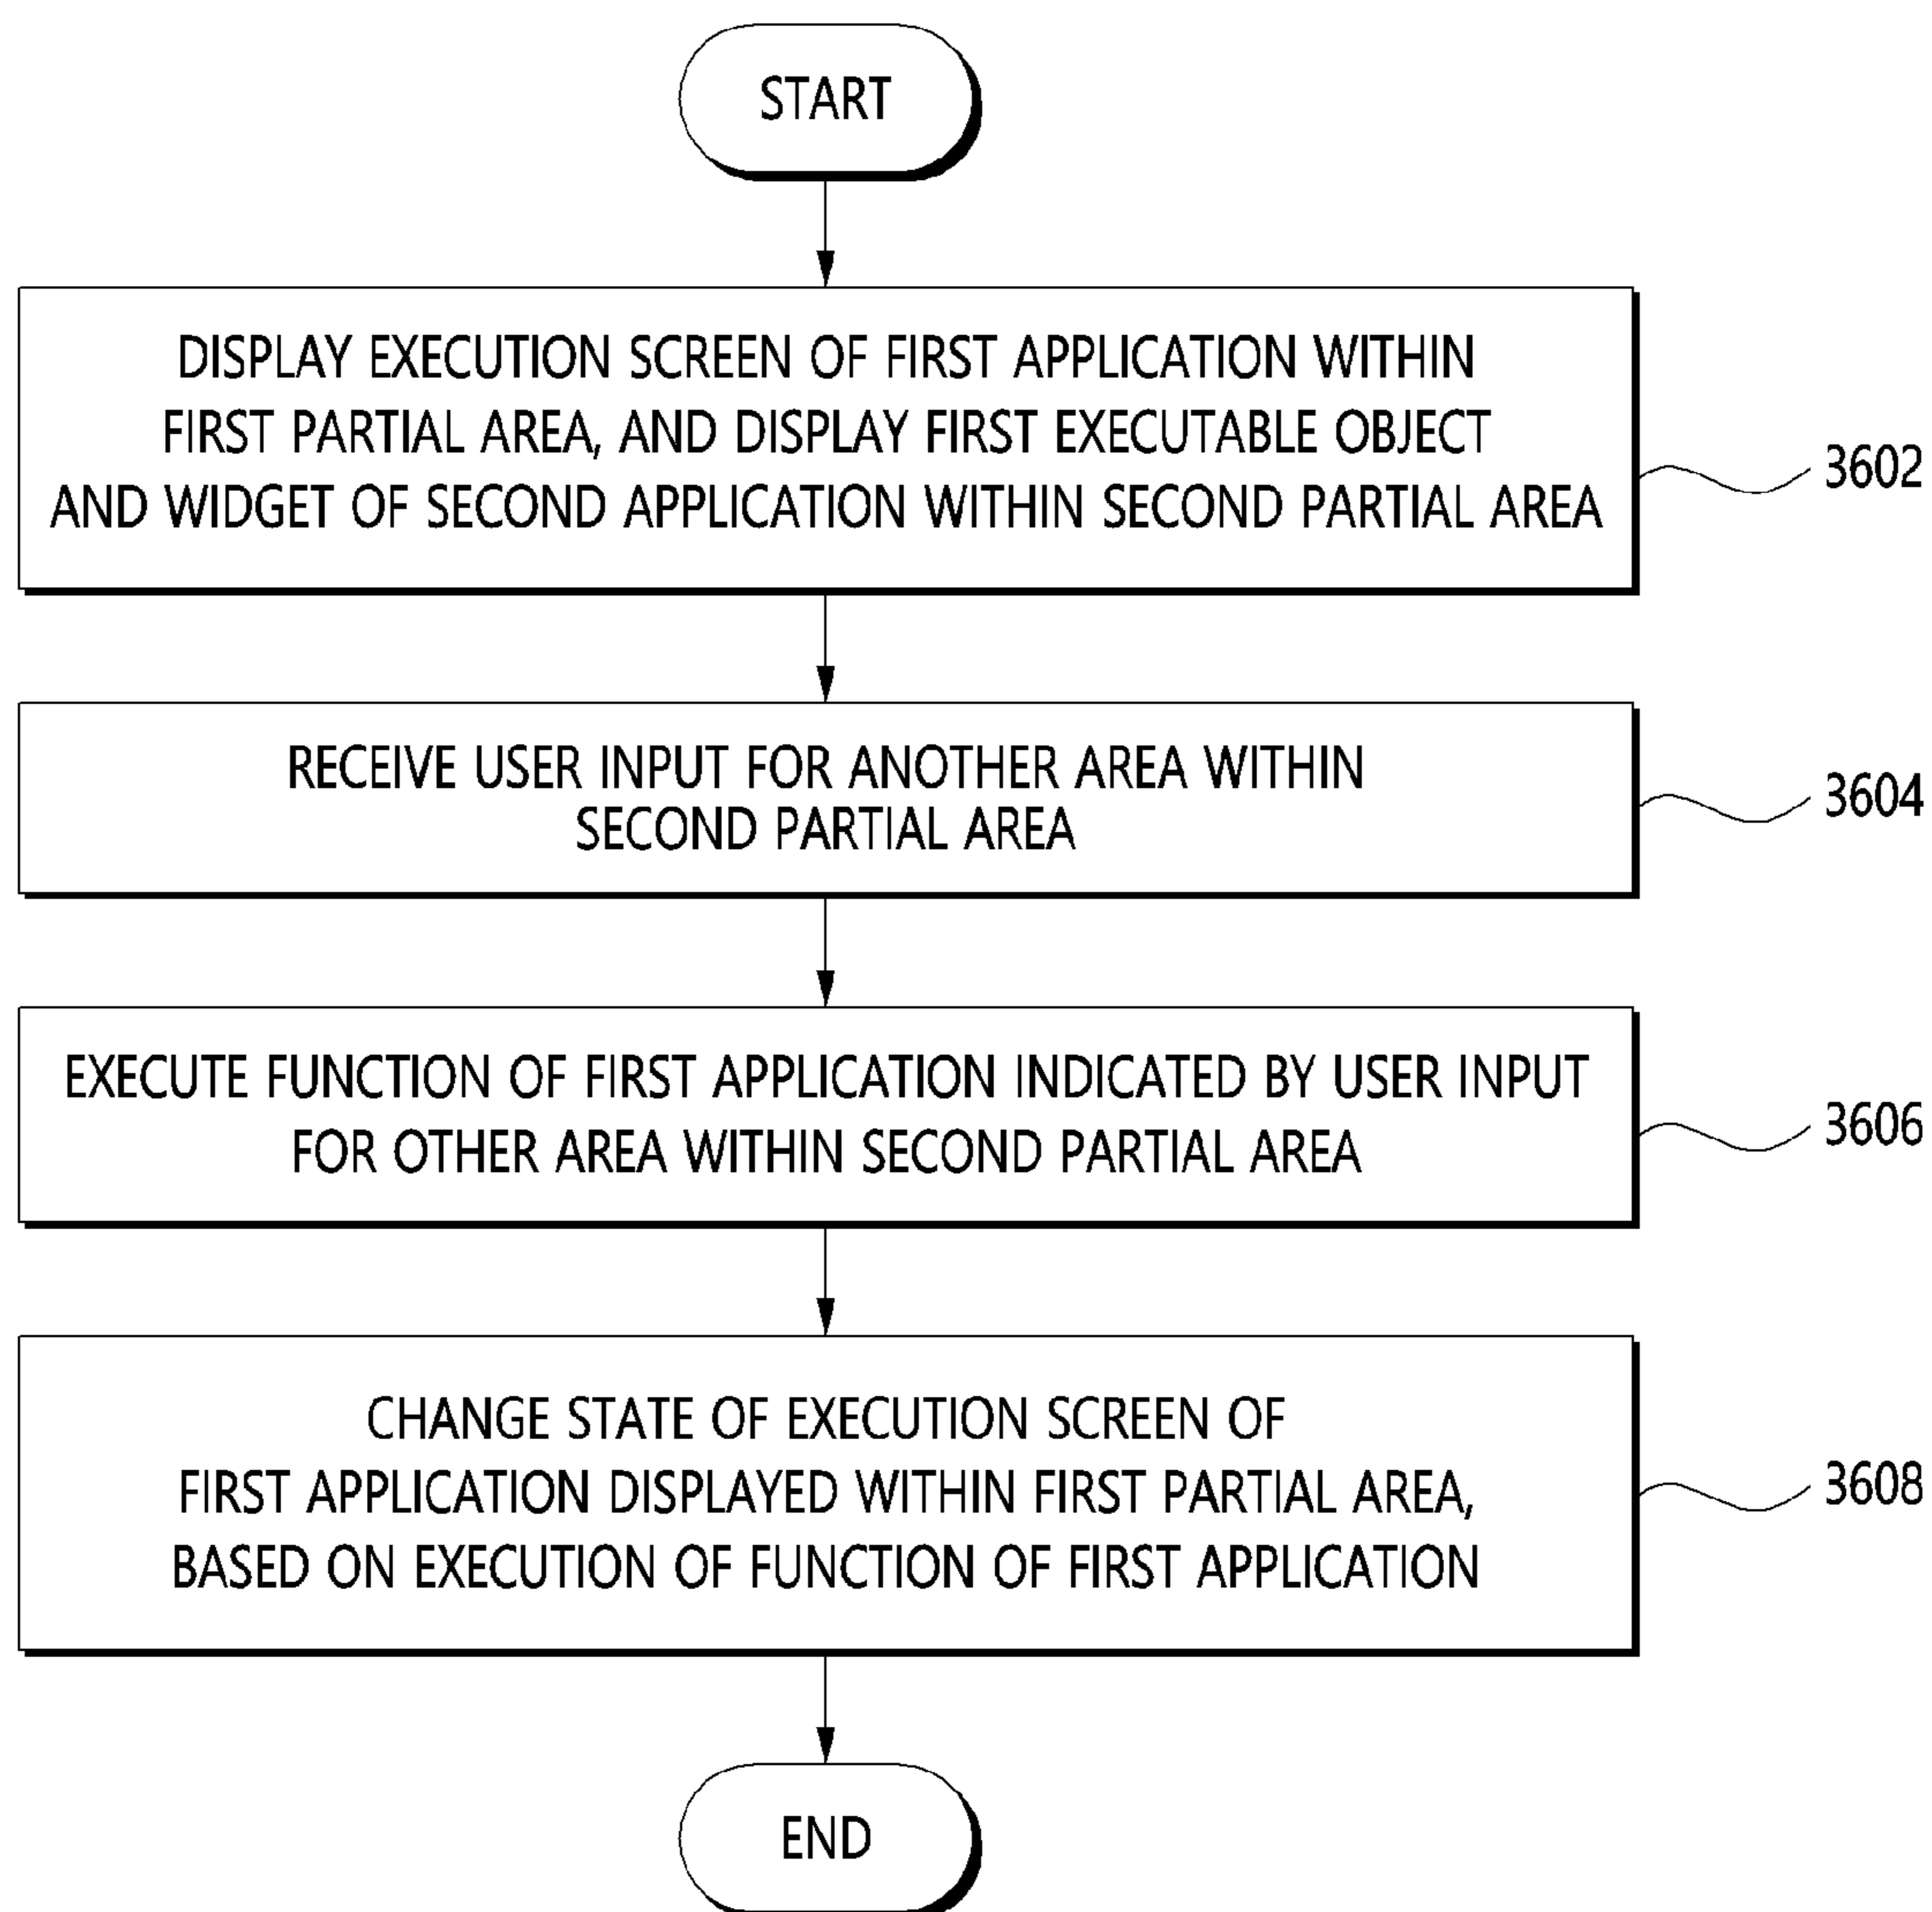 START
DISPLAY EXECUTION SCREEN OF FIRST APPLICATION WITHIN
FIRST PARTIAL AREA, AND DISPLAY FIRST EXECUTABLE OBJECT
AND WIDGET OF SECOND APPLICATION WITHIN SECOND PARTIAL AREA
3602
RECEIVE USER INPUT FOR ANOTHER AREA WITHIN
SECOND PARTIAL AREA
3604
EXECUTE FUNCTION OF FIRST APPLICATION INDICATED BY USER INPUT
FOR OTHER AREA WITHIN SECOND PARTIAL AREA
3606
CHANGE STATE OF EXECUTION SCREEN OF
FIRST APPLICATION DISPLAYED WITHIN FIRST PARTIAL AREA,
BASED ON EXECUTION OF FUNCTION OF FIRST APPLICATION
3608
END